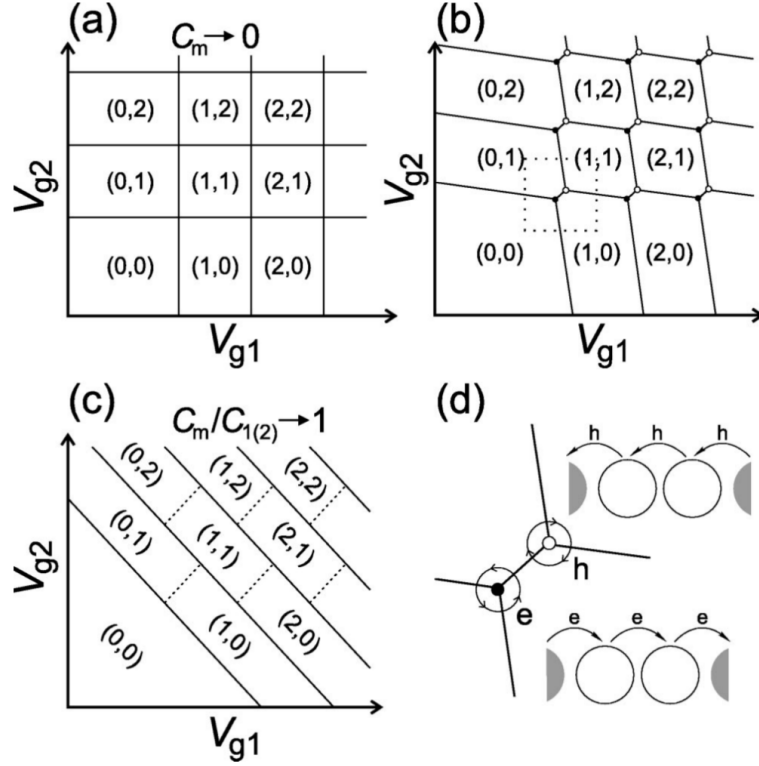 (a)
Cm→0
Vg2
(0,2) (1,2) (2,2)
(0,1) (1,1) (2,1)
(0,0) (1,0) (2,0)
Vg1
(b)
Vg2
(0,2) (1,2) (2,2)
(0,1) (1,1) (2,1)
(0,0) (1,0) (2,0)
Vg1
(c)
Cm/C1(2)→1
Vg2
(0,2) (1,2) (2,2)
(0,1) (1,1) (2,1)
(0,0) (1,0) (2,0)
Vg1
(d)
h h h
h
e
e e e